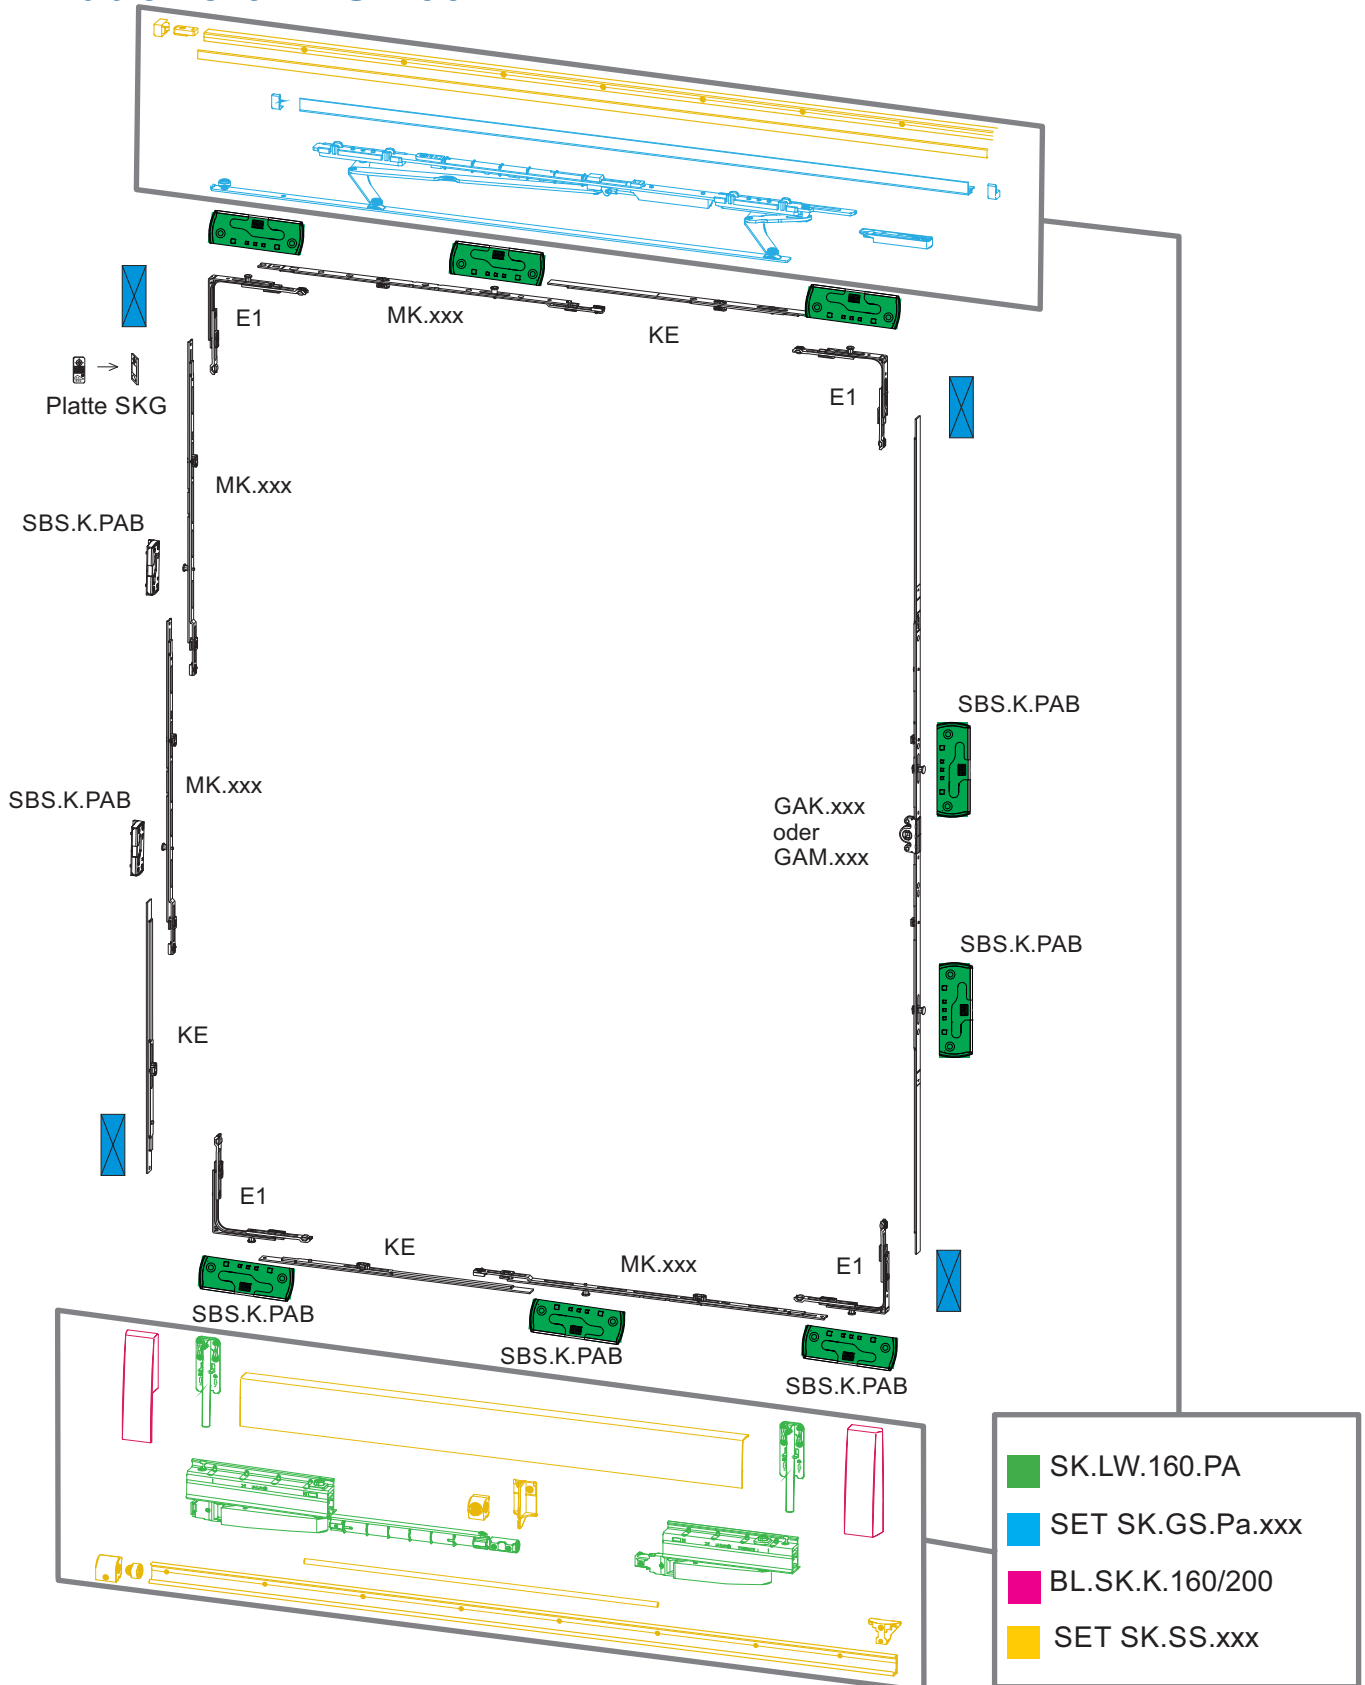 E1
MK.xxx
KE
E1
Platte SKG
MK.xxx
SBS.K.PAB
SBS.K.PAB
MK.xxx
SBS.K.PAB
GAK.xxx
oder
GAM.xxx
SBS.K.PAB
KE
E1
KE
MK.xxx
E1
SBS.K.PAB
SBS.K.PAB
SBS.K.PAB
SK.LW.160.PA
SET SK.GS.Pa.xxx
BL.SK.K.160/200
SET SK.SS.xxx